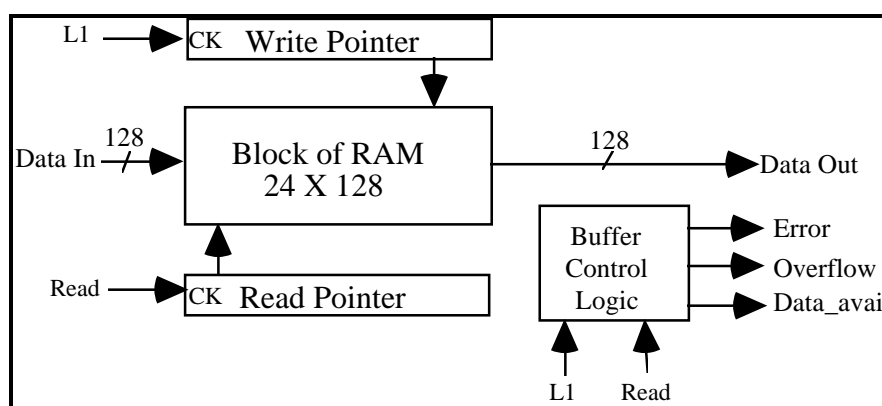 L1
CK Write Pointer
Data In
128
Block of RAM
24 X 128
128
Data Out
Read
CK Read Pointer
Buffer
Control
Logic
Error
Overflow
Data_avai
L1
Read